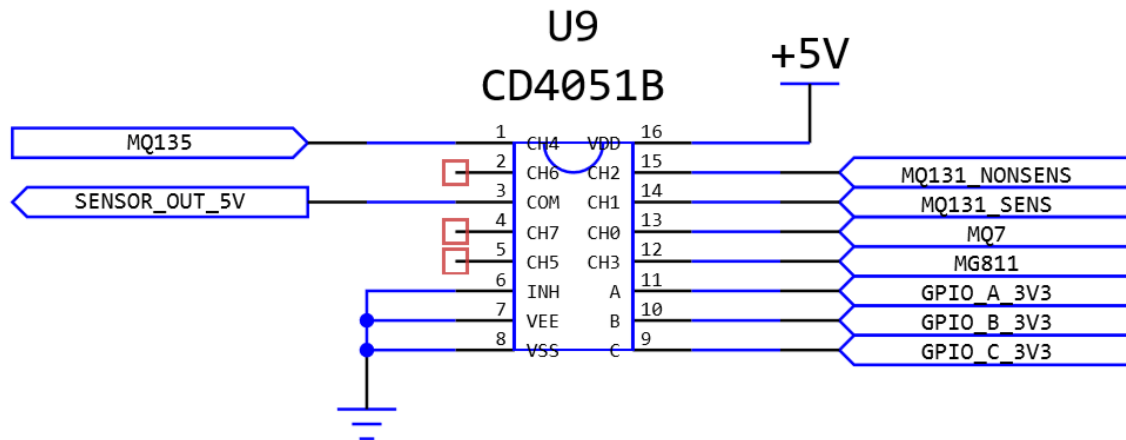 U9
CD4051B
+5V
MQ135
1 CH4 VDD 16
2 CH6 CH2 15 MQ131_NONSENS
SENSOR_OUT_5V 3 COM CH1 14 MQ131_SENS
4 CH7 CH0 13 MQ7
5 CH5 CH3 12 MG811
6 INH A 11 GPIO_A_3V3
7 VEE B 10 GPIO_B_3V3
8 VSS C 9 GPIO_C_3V3